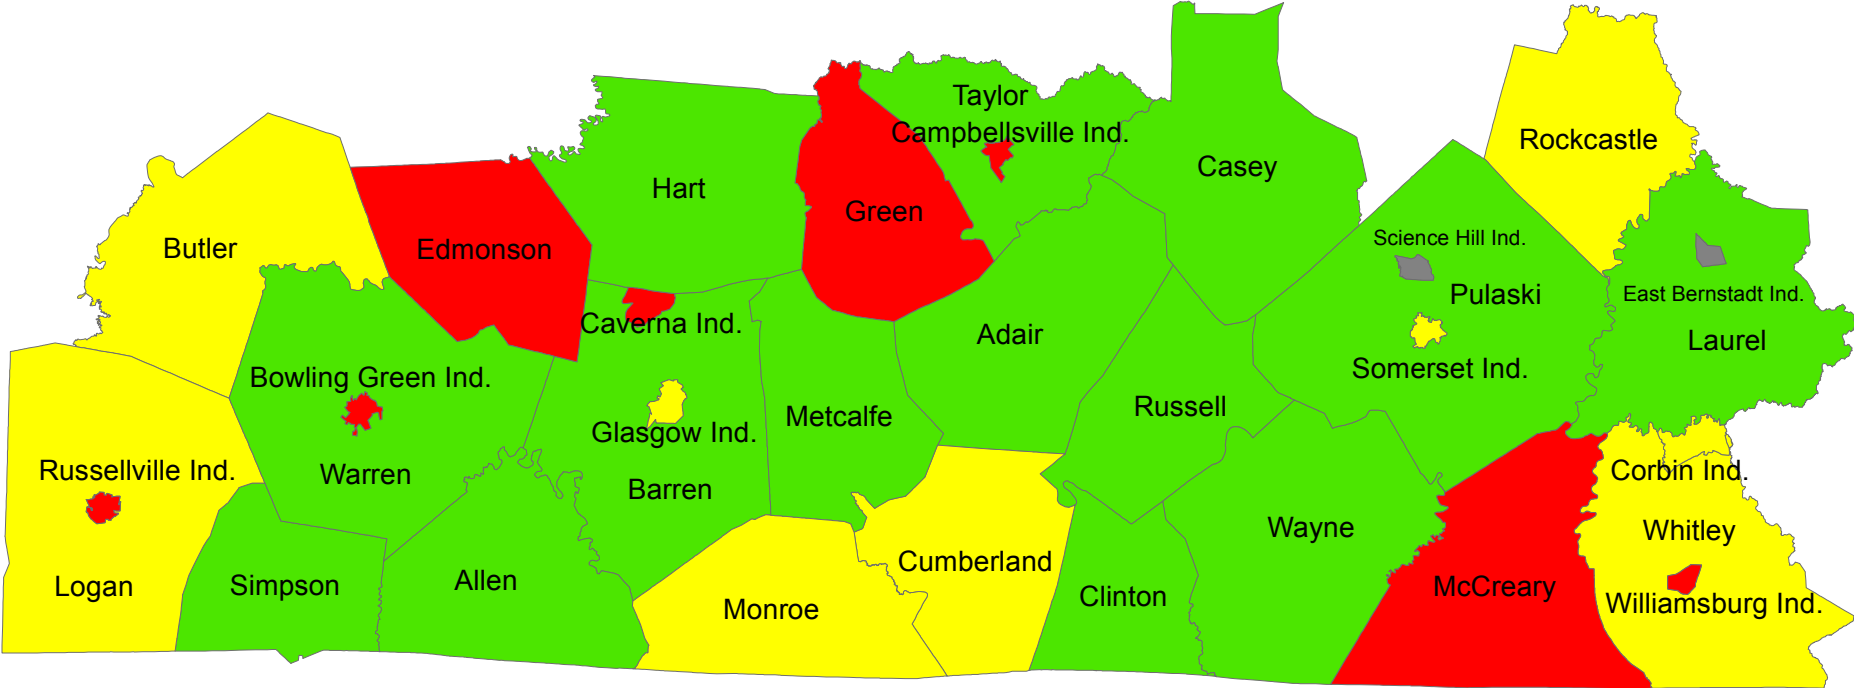 Taylor
Campbellsville Ind.
Rockcastle
Casey
Hart
Green
Butler
Edmonson
Science Hill Ind.
Pulaski
East Bernstadt Ind.
Caverna Ind.
Adair
Laurel
Somerset Ind.
Bowling Green Ind.
Russell
Metcalfe
Glasgow Ind.
Russellville Ind.
Warren
Corbin Ind.
Barren
Wayne
Whitley
Cumberland
Logan
Simpson
Allen
McCreary
Clinton
Williamsburg Ind.
Monroe